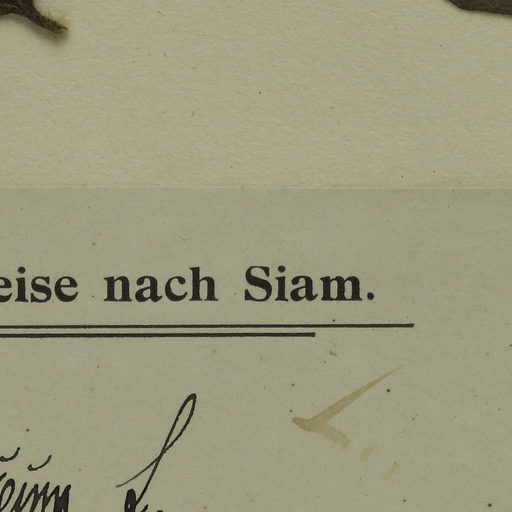 eise nach Siam.
L.